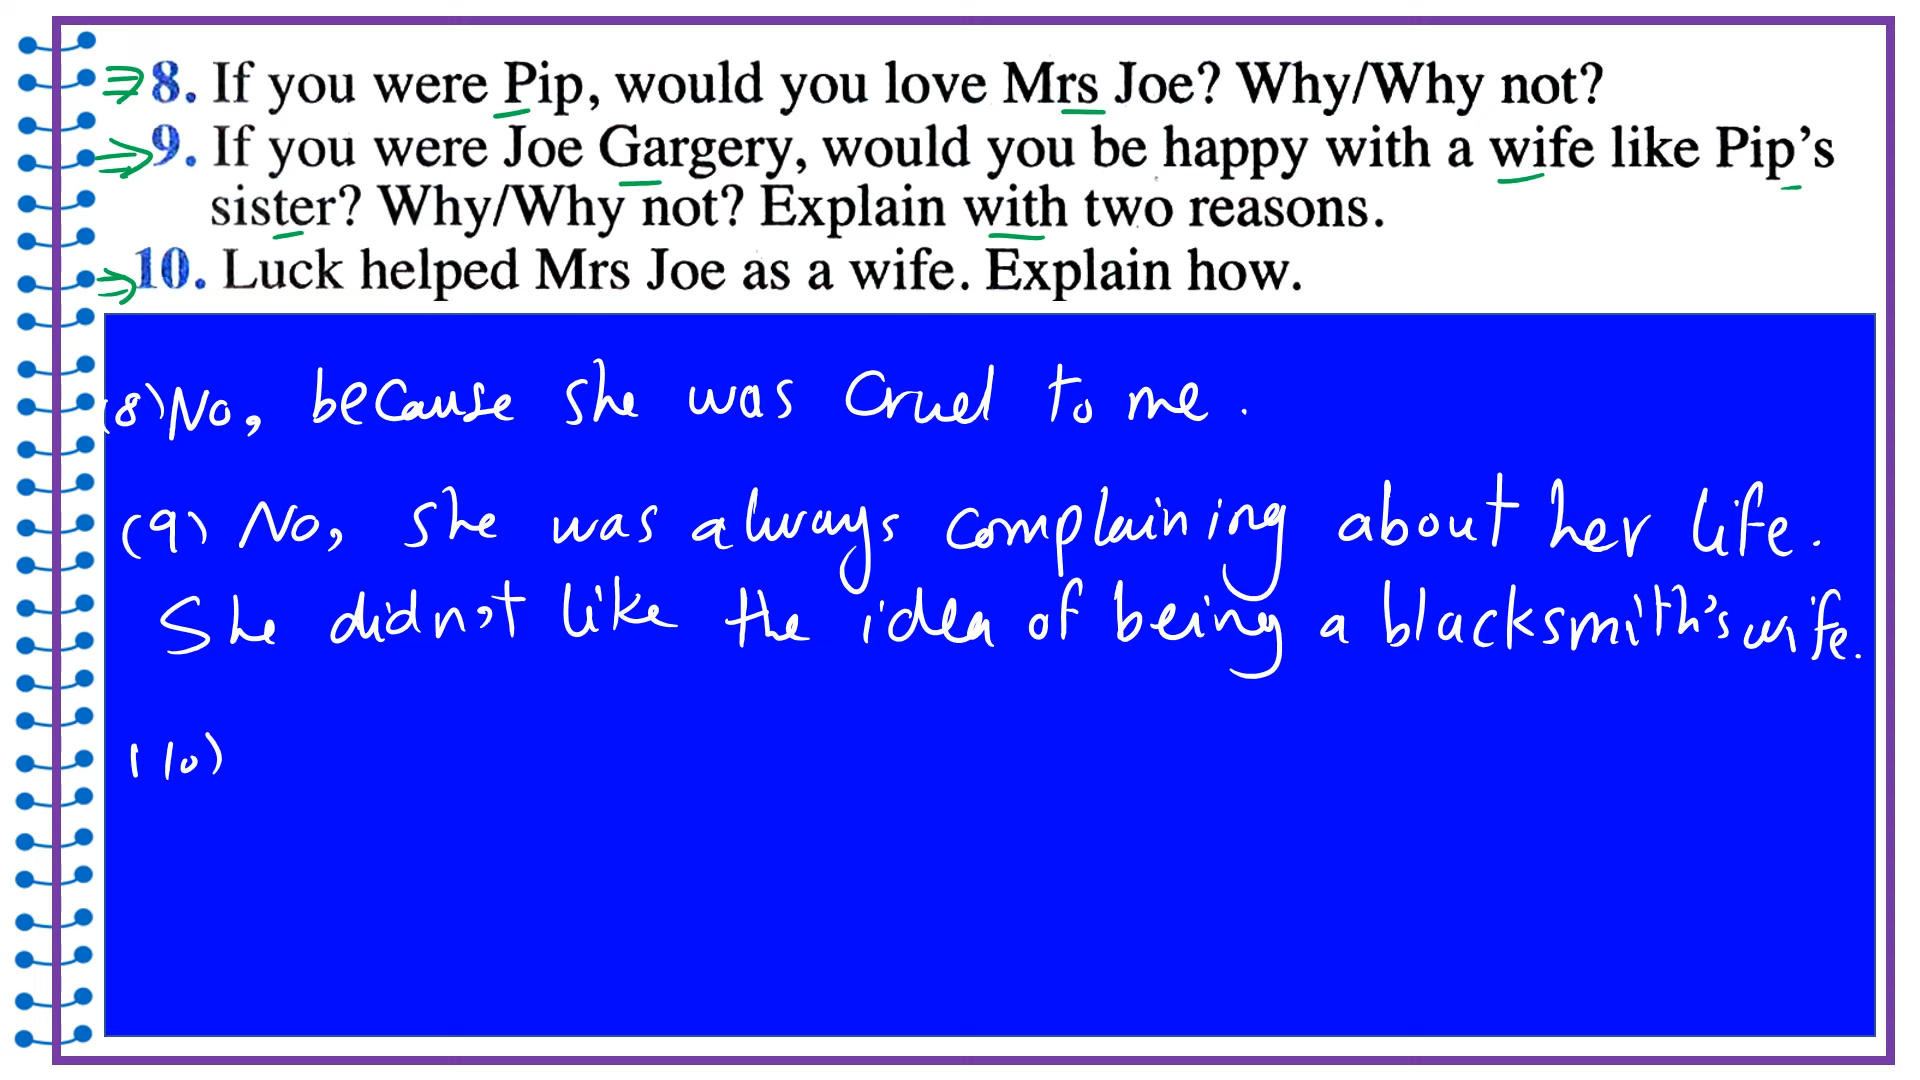 8. If you were Pip, would you love Mrs Joe? Why/Why not?
9. If you were Joe Gargery, would you be happy with a wife like Pip's
sister? Why/Why not? Explain with two reasons.
10. Luck helped Mrs Joe as a wife. Explain how.
(8) No, because she was cruel to me.
(9) No, she was always complaining about her life.
She didn't like the idea of being a blacksmith's wife.
(10)